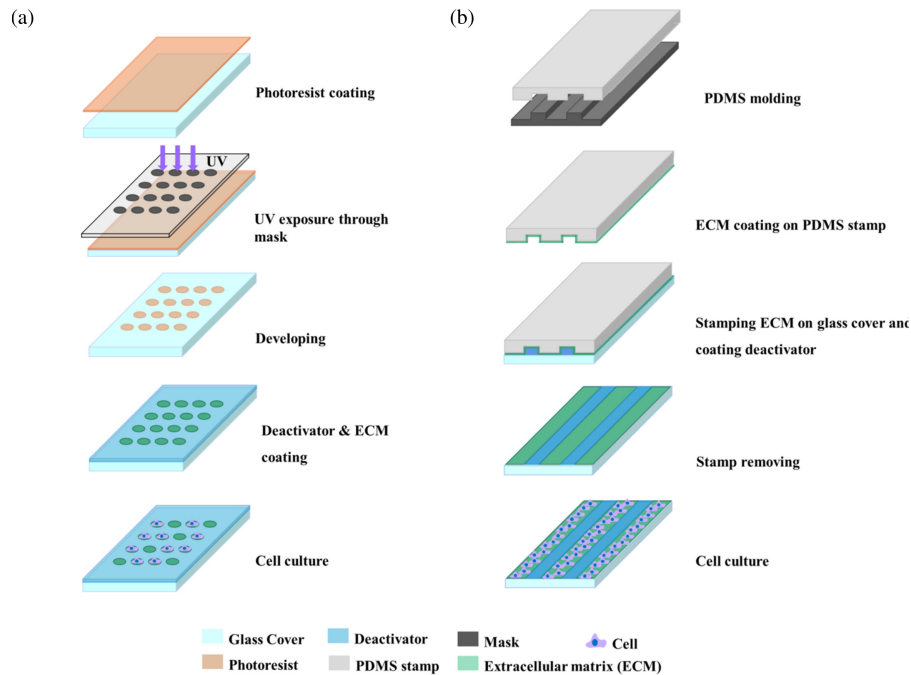 (a)
Photoresist coating
UV
UV exposure through
mask
Developing
Deactivator & ECM
coating
Cell culture
(b)
PDMS molding
ECM coating on PDMS stamp
Stamping ECM on glass cover and
coating deactivator
Stamp removing
Cell culture
Glass Cover
Deactivator
Mask
Cell
Photoresist
PDMS stamp
Extracellular matrix (ECM)